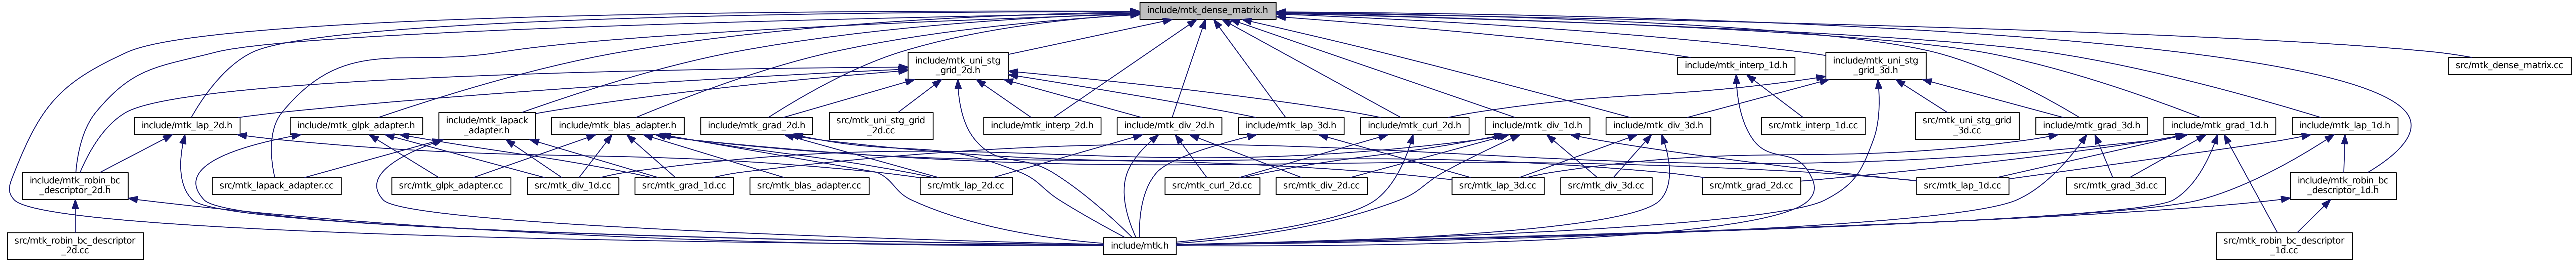 include/mtk_dense_matrix.h
include/mtk_uni_stg
_grid_2d.h
include/mtk_interp_1d.h
include/mtk_uni_stg
_grid_3d.h
src/mtk_dense_matrix.cc
include/mtk_lap_2d.h
include/mtk_glpk_adapter.h
include/mtk_lapack
_adapter.h
include/mtk_blas_adapter.h
include/mtk_grad_2d.h
src/mtk_uni_stg_grid
_2d.cc
include/mtk_interp_2d.h
include/mtk_div_2d.h
include/mtk_lap_3d.h
include/mtk_curl_2d.h
include/mtk_div_1d.h
include/mtk_div_3d.h
src/mtk_interp_1d.cc
src/mtk_uni_stg_grid
_3d.cc
include/mtk_grad_3d.h
include/mtk_grad_1d.h
include/mtk_lap_1d.h
include/mtk_robin_bc
_descriptor_2d.h
src/mtk_lapack_adapter.cc
src/mtk_glpk_adapter.cc
src/mtk_div_1d.cc
src/mtk_grad_1d.cc
src/mtk_blas_adapter.cc
src/mtk_lap_2d.cc
src/mtk_curl_2d.cc
src/mtk_div_2d.cc
src/mtk_lap_3d.cc
src/mtk_div_3d.cc
src/mtk_grad_2d.cc
src/mtk_lap_1d.cc
src/mtk_grad_3d.cc
include/mtk_robin_bc
_descriptor_1d.h
src/mtk_robin_bc_descriptor
_2d.cc
include/mtk.h
src/mtk_robin_bc_descriptor
_1d.cc